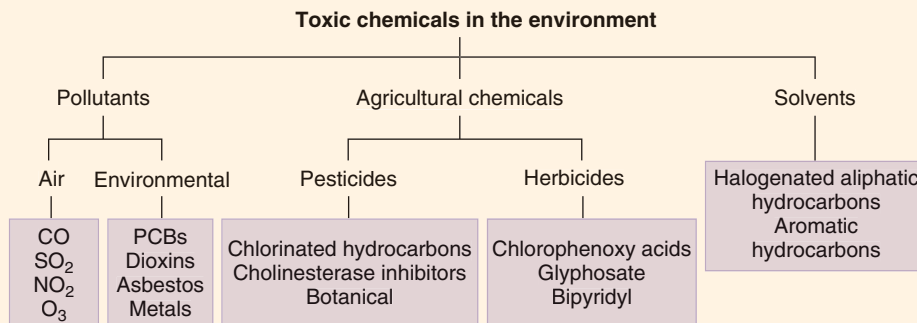 Toxic chemicals in the environment
Pollutants
Agricultural chemicals
Solvents
Air
Environmental
Pesticides
Herbicides
CO
SO₂
NO₂
O₃
PCBs
Dioxins
Asbestos
Metals
Chlorinated hydrocarbons
Cholinesterase inhibitors
Botanical
Chlorophenoxy acids
Glyphosate
Bipyridyl
Halogenated aliphatic
hydrocarbons
Aromatic
hydrocarbons